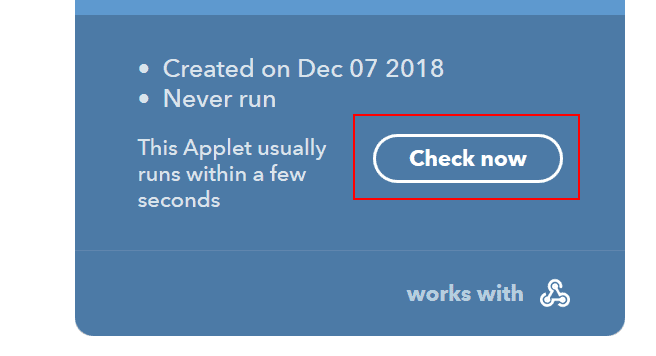 Created on Dec 07 2018
Never run
This Applet usually
runs within a few
seconds
Check now
works with